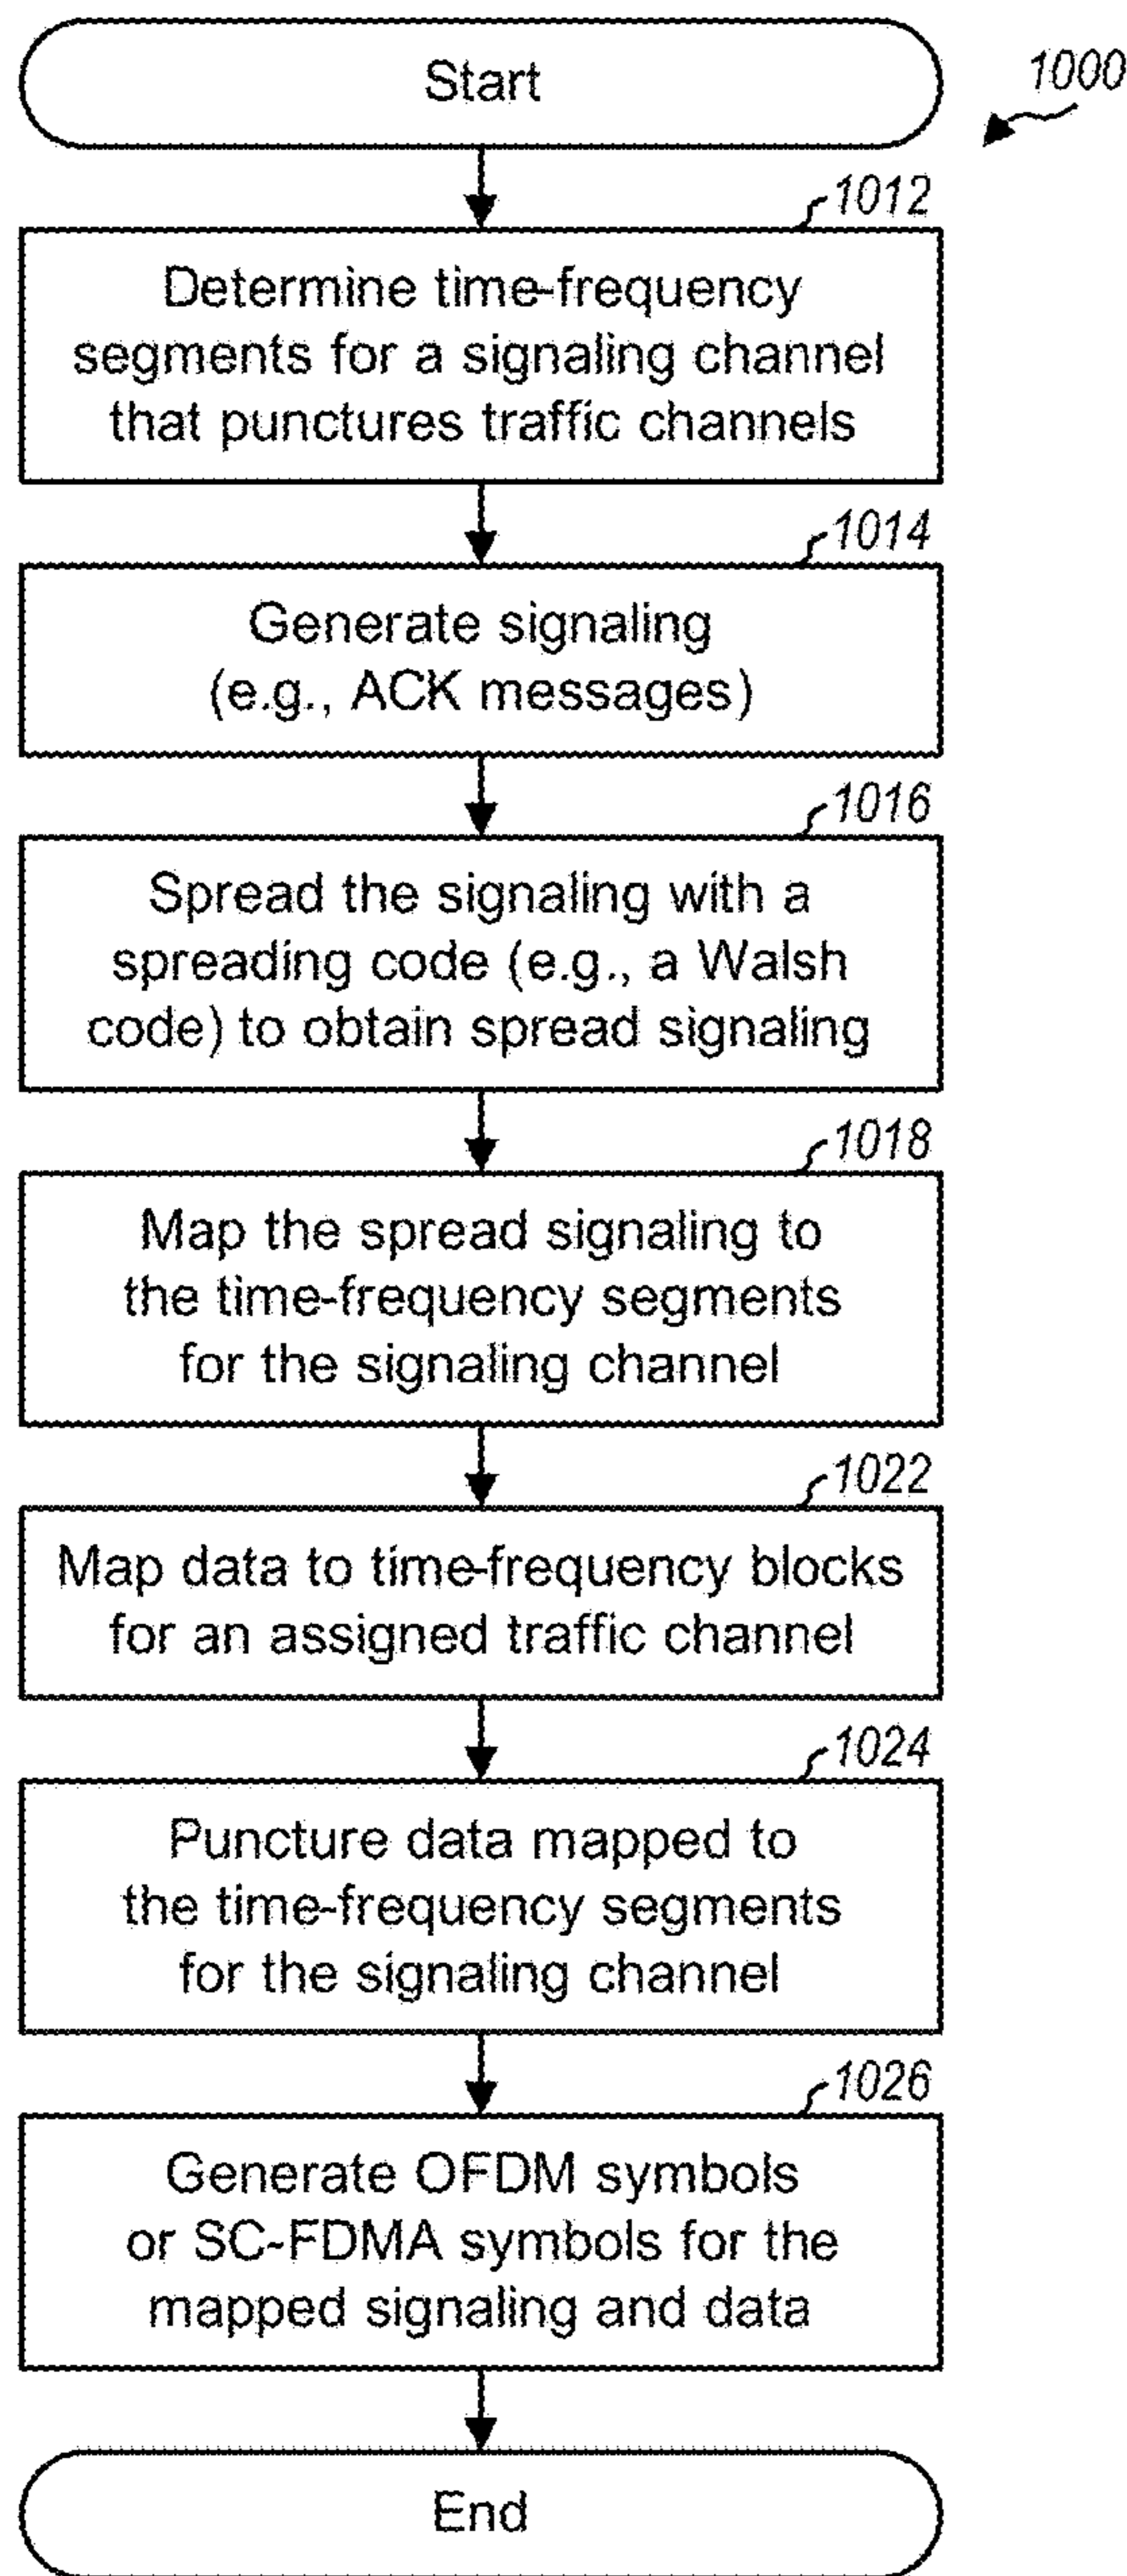 Start
1000
1012
Determine time-frequency
segments for a signaling channel
that punctures traffic channels
1014
Generate signaling
(e.g., ACK messages)
1016
Spread the signaling with a
spreading code (e.g., a Walsh
code) to obtain spread signaling
1018
Map the spread signaling to
the time-frequency segments
for the signaling channel
1022
Map data to time-frequency blocks
for an assigned traffic channel
1024
Puncture data mapped to
the time-frequency segments
for the signaling channel
1026
Generate OFDM symbols
or SC-FDMA symbols for the
mapped signaling and data
End